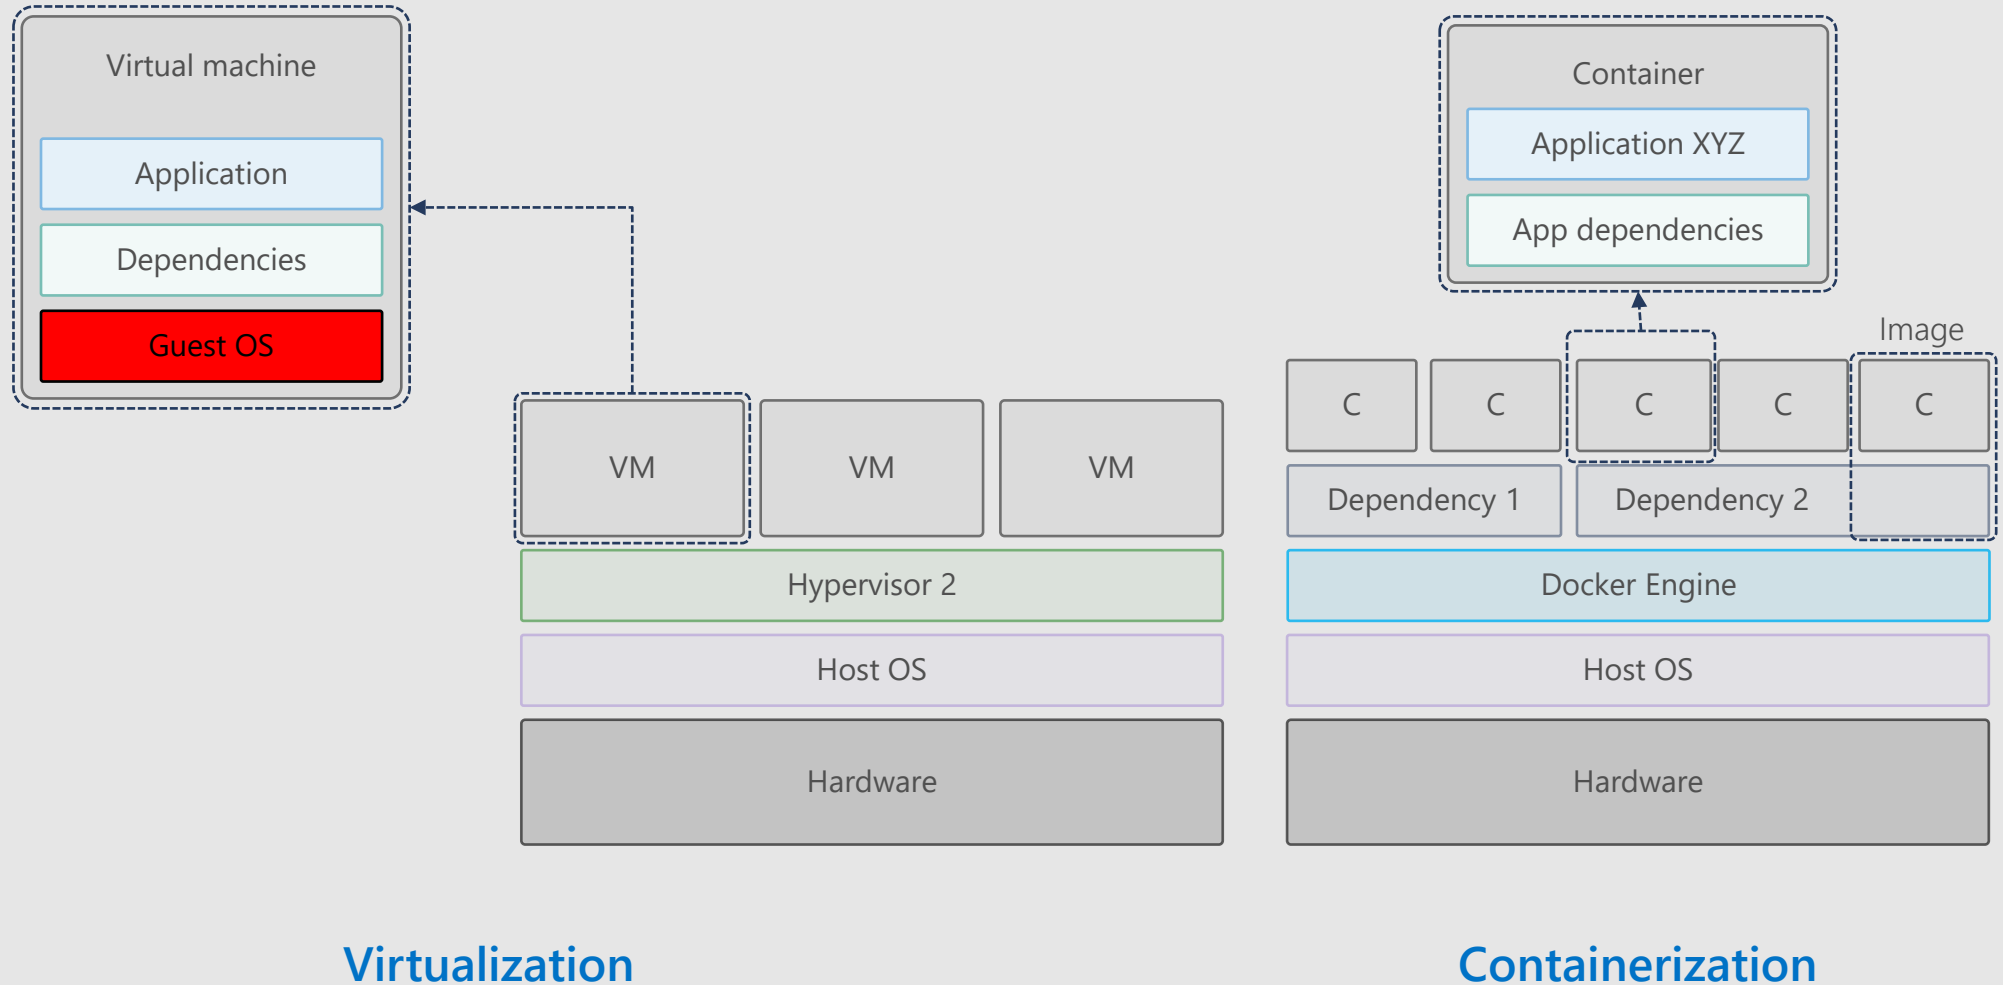 Virtual machine
Application
Dependencies
Guest OS
VM
VM
VM
Hypervisor 2
Host OS
Hardware
Virtualization
Container
Application XYZ
App dependencies
Image
C
C
C
C
C
Dependency 1
Dependency 2
Docker Engine
Host OS
Hardware
Containerization